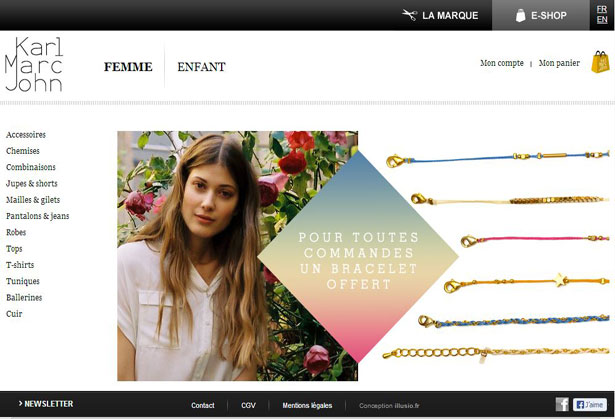 LA MARQUE
E-SHOP
FR
EN
Karl
Marc
John
FEMME
ENFANT
Mon compte | Mon panier
Accessoires
Chemises
Combinaisons
Jupes & shorts
Mailles & gilets
Pantalons & jeans
Robes
Tops
T-shirts
Tuniques
Ballerines
Cuir
POUR TOUTES
COMMANDES
UN BRACELET
OFFERT
> NEWSLETTER
Contact | CGV | Mentions légales | Conception illusio.fr
f
f J'aime